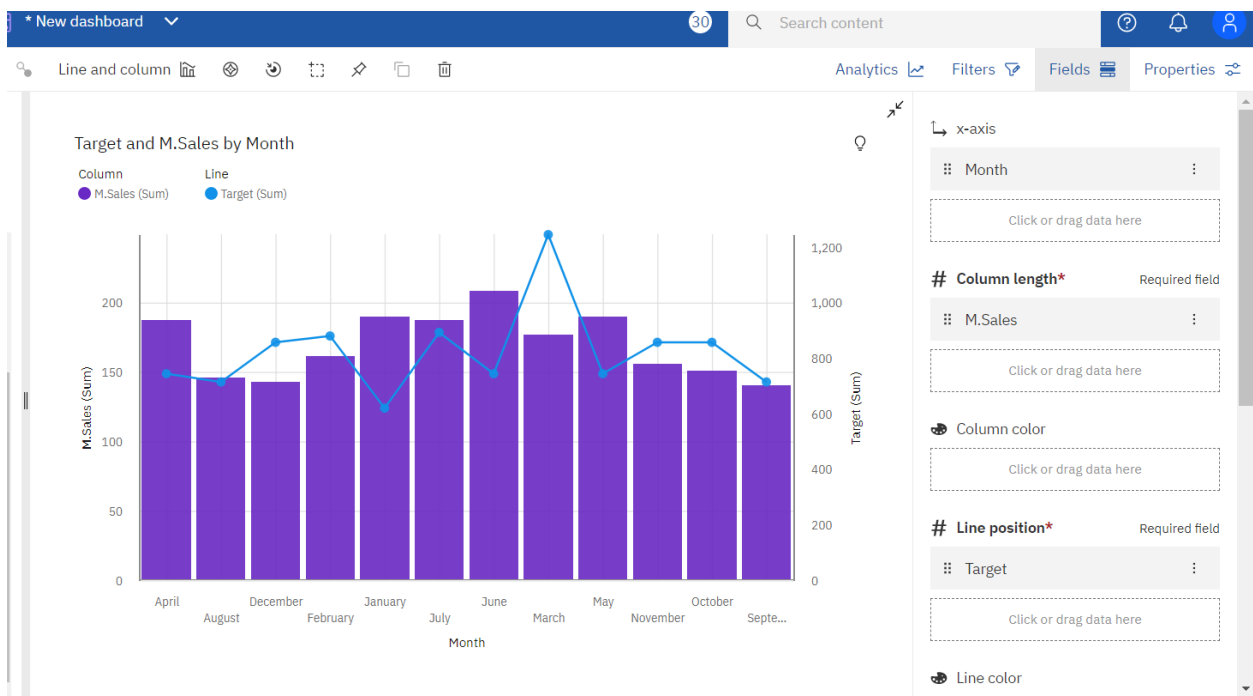 * New dashboard
30
Search content
Line and column
Analytics
Filters
Fields
Properties
Target and M.Sales by Month
Column
Line
M.Sales (Sum)
Target (Sum)
200
150
100
50
0
M.Sales (Sum)
1,200
1,000
800
600
400
200
0
Target (Sum)
April
August
December
February
January
July
June
March
May
November
October
Septe...
Month
x-axis
Month
Click or drag data here
# Column length*
Required field
M.Sales
Click or drag data here
Column color
Click or drag data here
# Line position*
Required field
Target
Click or drag data here
Line color